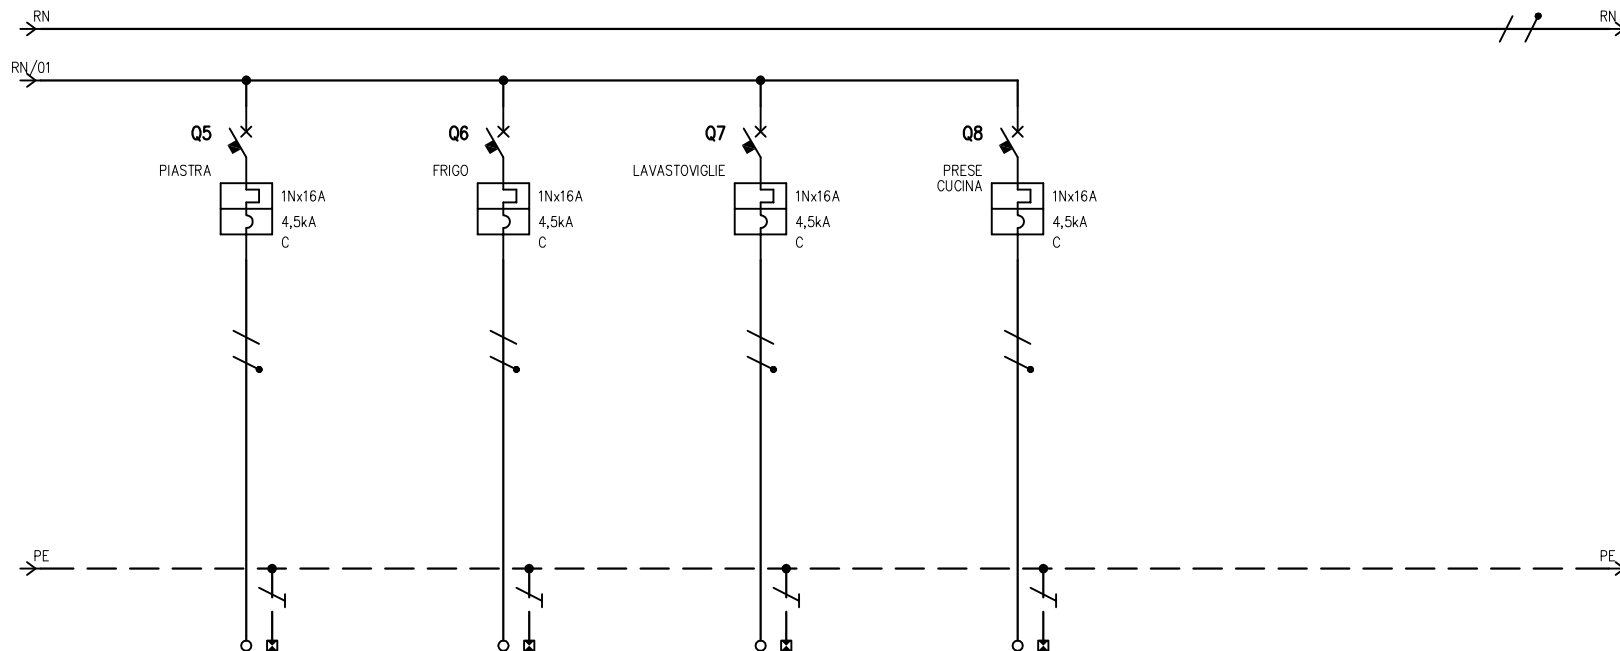 RN
RN
RN/01
Q5
PIASTRA
1Nx16A
4,5kA
C
Q6
FRIGO
1Nx16A
4,5kA
C
Q7
LAVASTOVIGLIE
1Nx16A
4,5kA
C
Q8
PRESE
CUCINA
1Nx16A
4,5kA
C
PE
PE